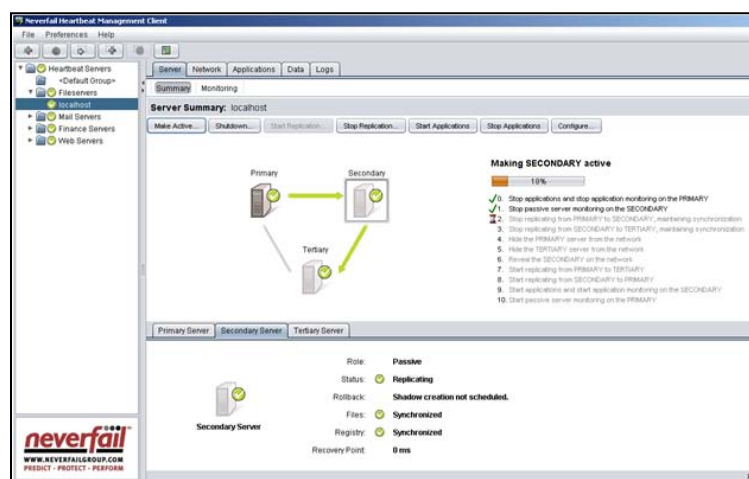 Neverfail Heartbeat Management Client
File Preferences Help
Heartbeat Servers
<Default Group>
Fileservers
localhost
Mail Servers
Finance Servers
Web Servers
Server Network Applications Data Logs
Summary Monitoring
Server Summary: localhost
Make Active... Shutdown... Start Replication... Stop Replication... Start Applications Stop Applications Configure...
Primary
Secondary
Tertiary
Making SECONDARY active
10%
0. Stop applications and stop application monitoring on the PRIMARY
1. Stop passive server monitoring on the SECONDARY
2. Stop replicating from PRIMARY to SECONDARY, maintaining synchronization
3. Stop replicating from SECONDARY to TERTIARY, maintaining synchronization
4. Hide the PRIMARY server from the network
5. Hide the TERTIARY server from the network
6. Reveal the SECONDARY on the network
7. Start replicating from PRIMARY to TERTIARY
8. Start replicating from SECONDARY to PRIMARY
9. Start applications and start application monitoring on the SECONDARY
10. Start passive server monitoring on the PRIMARY
Primary Server Secondary Server Tertiary Server
Role: Passive
Status: Replicating
Rollback: Shadow creation not scheduled.
Files: Synchronized
Registry: Synchronized
Recovery Point: 0 ms
Secondary Server
neverfail
WWW.NEVERFAILGROUP.COM
PREDICT - PROTECT - PERFORM